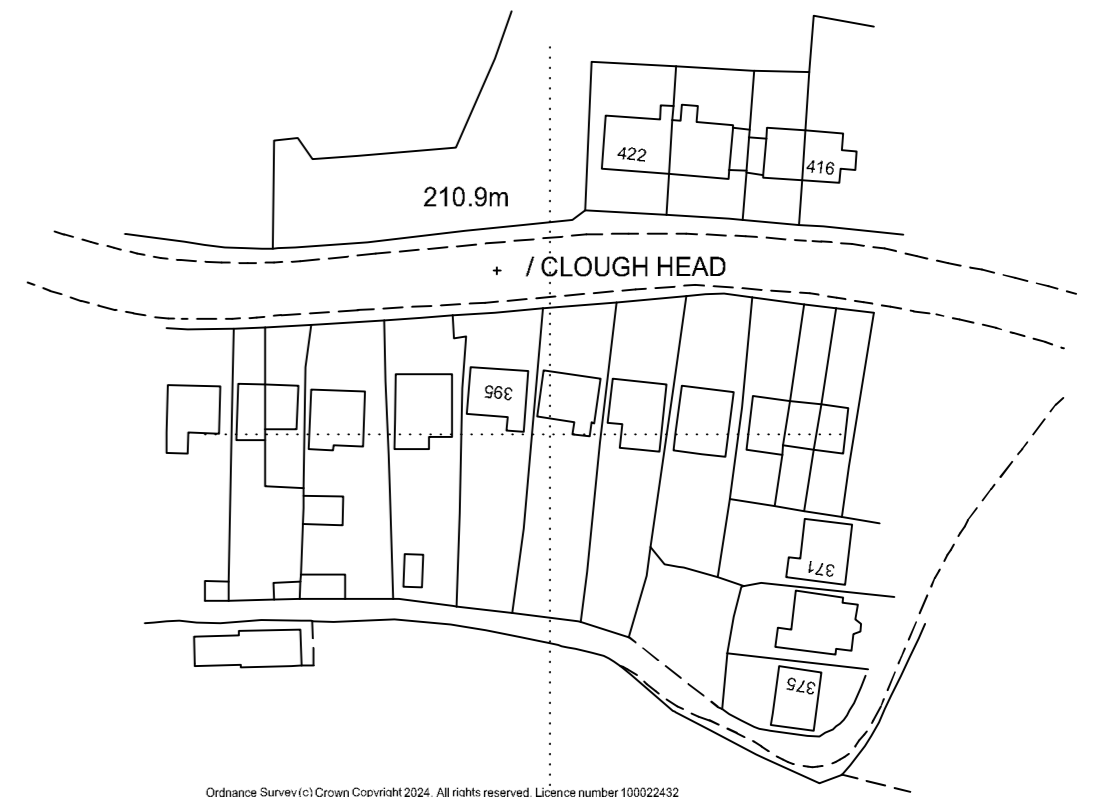 422
416
210.9m
+ / CLOUGH HEAD
395
371
375
Ordnance Survey (c) Crown Copyright 2024. All rights reserved. Licence number 100022432